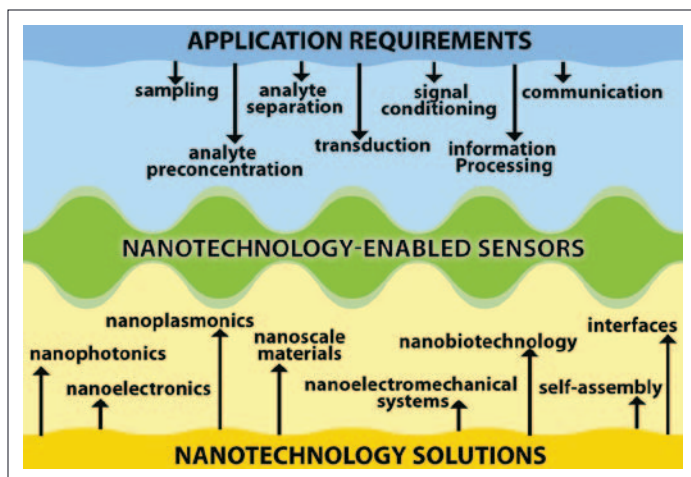 APPLICATION REQUIREMENTS
sampling
analyte
separation
signal
conditioning
communication
analyte
preconcentration
transduction
information
Processing
NANOTECHNOLOGY-ENABLED SENSORS
nanoplasmonics
interfaces
nanophotonics
nanoscale
materials
nanobiotechnology
nanoelectronics
nanoelectromechanical
systems
self-assembly
NANOTECHNOLOGY SOLUTIONS